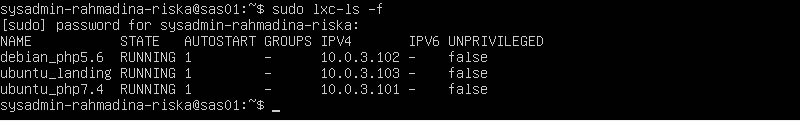 sysadmin-rahmadina-riska@sas01:~$ sudo lxc-ls -f
[sudo] password for sysadmin-rahmadina-riska:
NAME           STATE   AUTOSTART GROUPS IPV4       IPV6 UNPRIVILEGED
debian_php5.6  RUNNING 1         -      10.0.3.102 -    false
ubuntu_landing RUNNING 1         -      10.0.3.103 -    false
ubuntu_php7.4  RUNNING 1         -      10.0.3.101 -    false
sysadmin-rahmadina-riska@sas01:~$ _